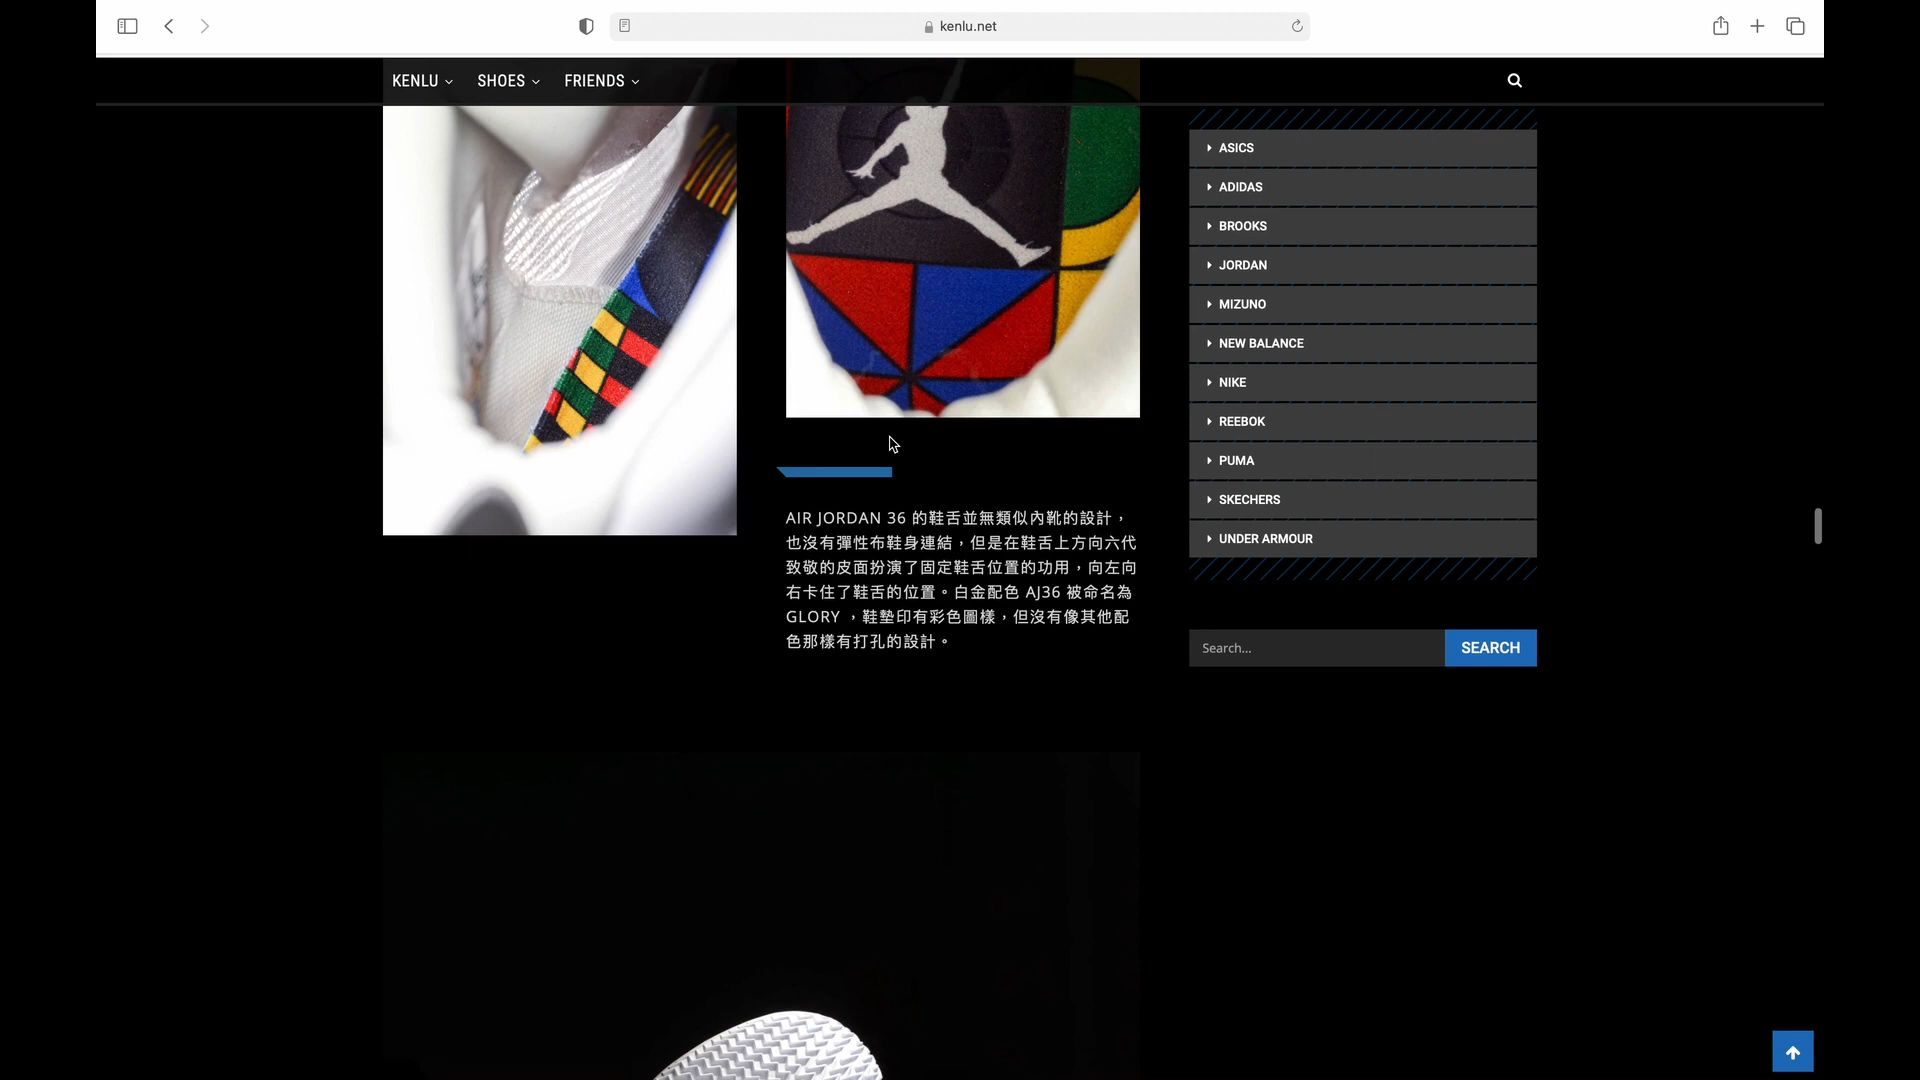 kenlu.net
KENLU
SHOES
FRIENDS
ASICS
ADIDAS
BROOKS
JORDAN
MIZUNO
NEW BALANCE
NIKE
REEBOK
PUMA
SKECHERS
UNDER ARMOUR
AIR JORDAN 36 的鞋舌並無類似內靴的設計，
也沒有彈性布鞋身連結，但是在鞋舌上方向六代
致敬的皮面扮演了固定鞋舌位置的功用，向左向
右卡住了鞋舌的位置。白金配色 AJ36 被命名為
GLORY ，鞋墊印有彩色圖樣，但沒有像其他配
色那樣有打孔的設計。
Search...
SEARCH